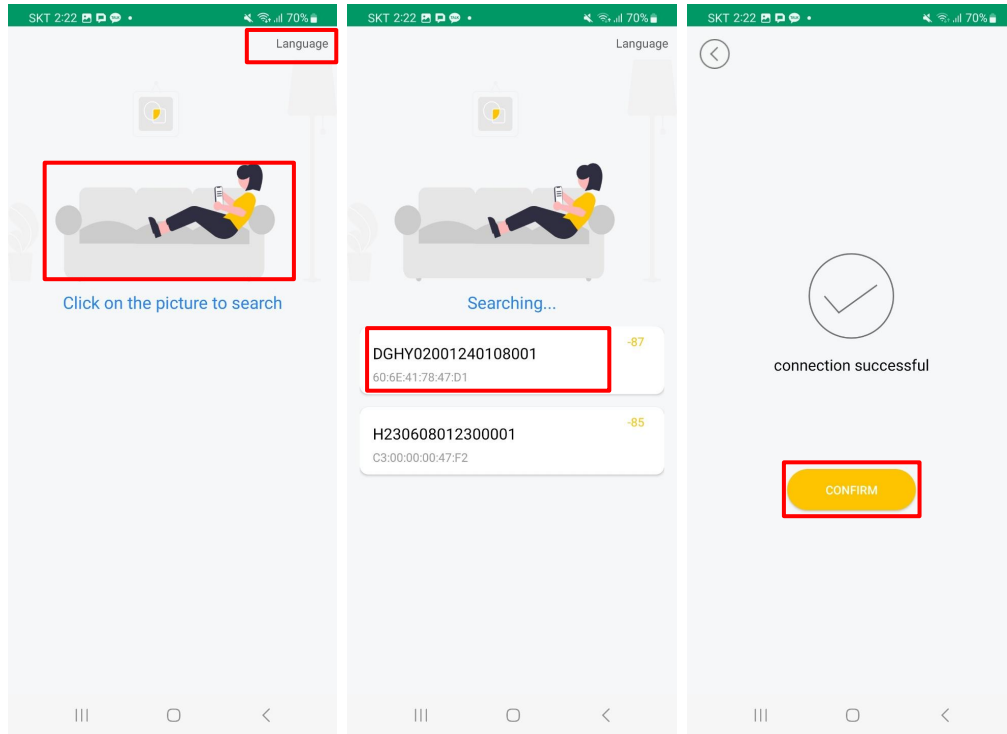 SKT 2:22
70%
Language
Click on the picture to search
SKT 2:22
70%
Language
Searching...
DGHY02001240108001
-87
60:6E:41:78:47:D1
H230608012300001
-85
C3:00:00:00:47:F2
SKT 2:22
70%
connection successful
CONFIRM